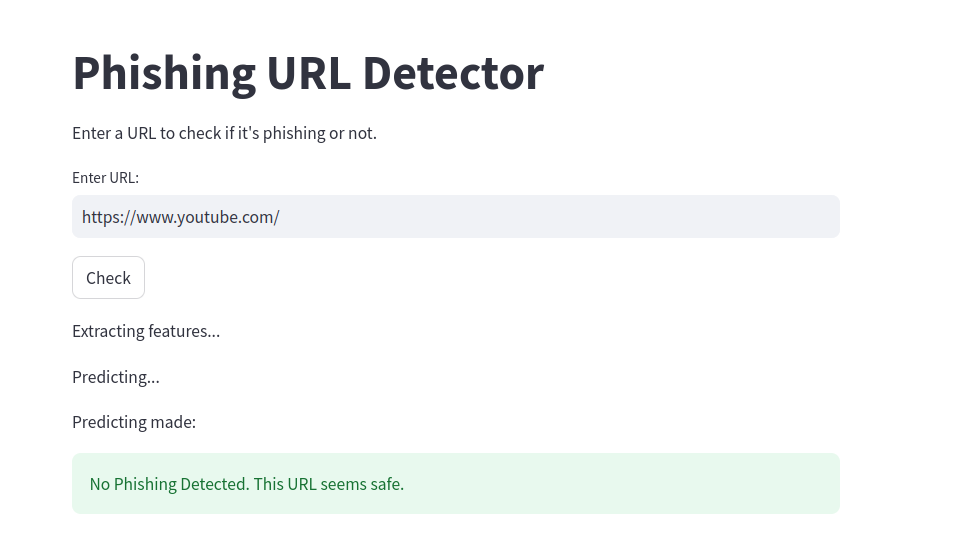 Phishing URL Detector
Enter a URL to check if it's phishing or not.
Enter URL:
https://www.youtube.com/
Check
Extracting features...
Predicting...
Predicting made:
No Phishing Detected. This URL seems safe.